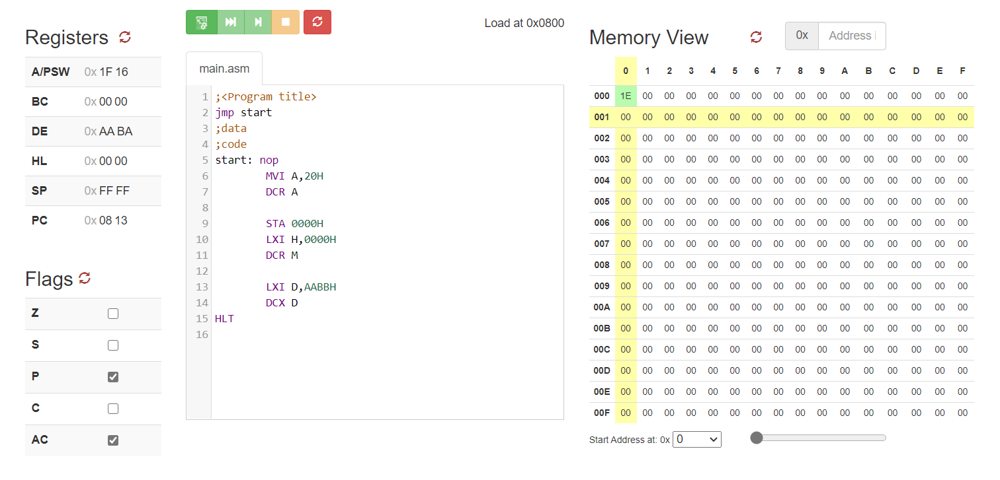 Registers
A/PSW 0x 1F 16
BC 0x 00 00
DE 0x AA BA
HL 0x 00 00
SP 0x FF FF
PC 0x 08 13
Flags
Z
S
P
C
AC
Load at 0x0800
main.asm
1 ;<Program title>
2 jmp start
3 ;data
4 ;code
5 start: nop
6 MVI A,20H
7 DCR A
8
9 STA 0000H
10 LXI H,0000H
11 DCR M
12
13 LXI D,AABBH
14 DCX D
15 HLT
16
Memory View 0x Address
0 1 2 3 4 5 6 7 8 9 A B C D E F
000 1E 00 00 00 00 00 00 00 00 00 00 00 00 00 00 00
001 00 00 00 00 00 00 00 00 00 00 00 00 00 00 00 00
002 00 00 00 00 00 00 00 00 00 00 00 00 00 00 00 00
003 00 00 00 00 00 00 00 00 00 00 00 00 00 00 00 00
004 00 00 00 00 00 00 00 00 00 00 00 00 00 00 00 00
005 00 00 00 00 00 00 00 00 00 00 00 00 00 00 00 00
006 00 00 00 00 00 00 00 00 00 00 00 00 00 00 00 00
007 00 00 00 00 00 00 00 00 00 00 00 00 00 00 00 00
008 00 00 00 00 00 00 00 00 00 00 00 00 00 00 00 00
009 00 00 00 00 00 00 00 00 00 00 00 00 00 00 00 00
00A 00 00 00 00 00 00 00 00 00 00 00 00 00 00 00 00
00B 00 00 00 00 00 00 00 00 00 00 00 00 00 00 00 00
00C 00 00 00 00 00 00 00 00 00 00 00 00 00 00 00 00
00D 00 00 00 00 00 00 00 00 00 00 00 00 00 00 00 00
00E 00 00 00 00 00 00 00 00 00 00 00 00 00 00 00 00
00F 00 00 00 00 00 00 00 00 00 00 00 00 00 00 00 00
Start Address at: 0x 0